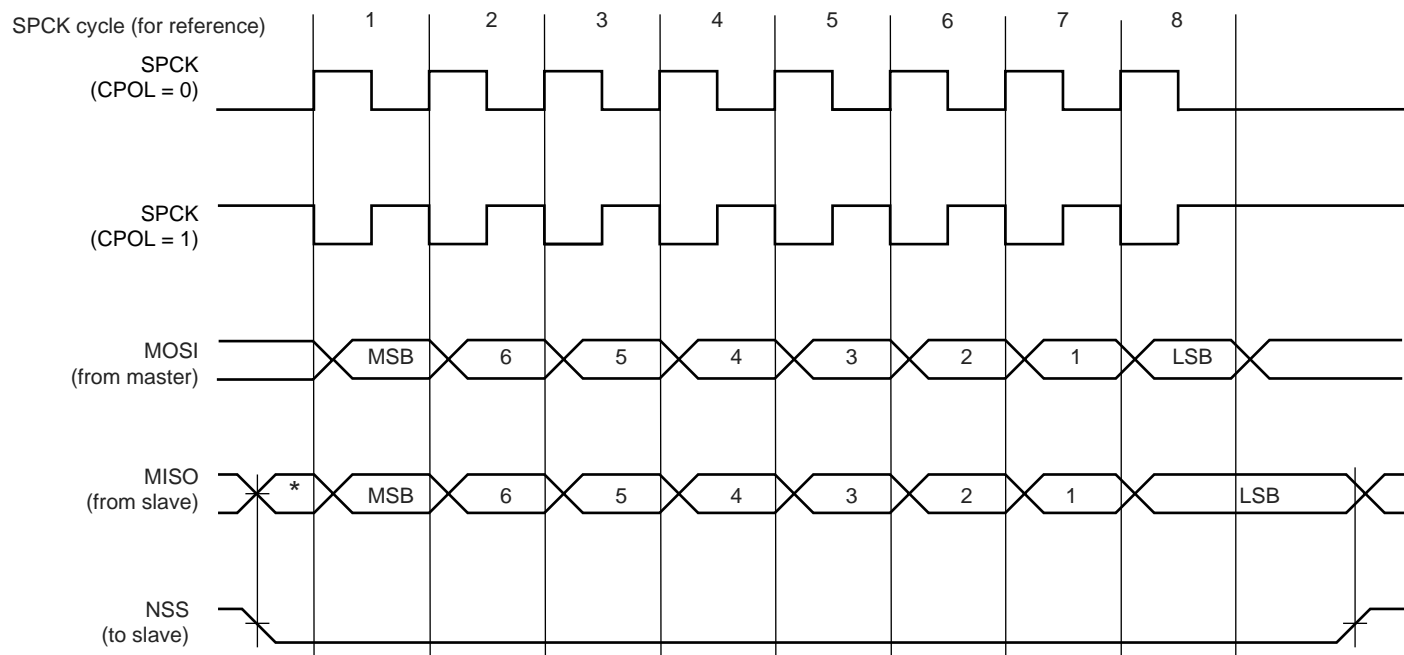 SPCK cycle (for reference) 1 2 3 4 5 6 7 8
SPCK
(CPOL = 0)
SPCK
(CPOL = 1)
MOSI
(from master)
MSB 6 5 4 3 2 1 LSB
MISO
(from slave)
* MSB 6 5 4 3 2 1 LSB
NSS
(to slave)